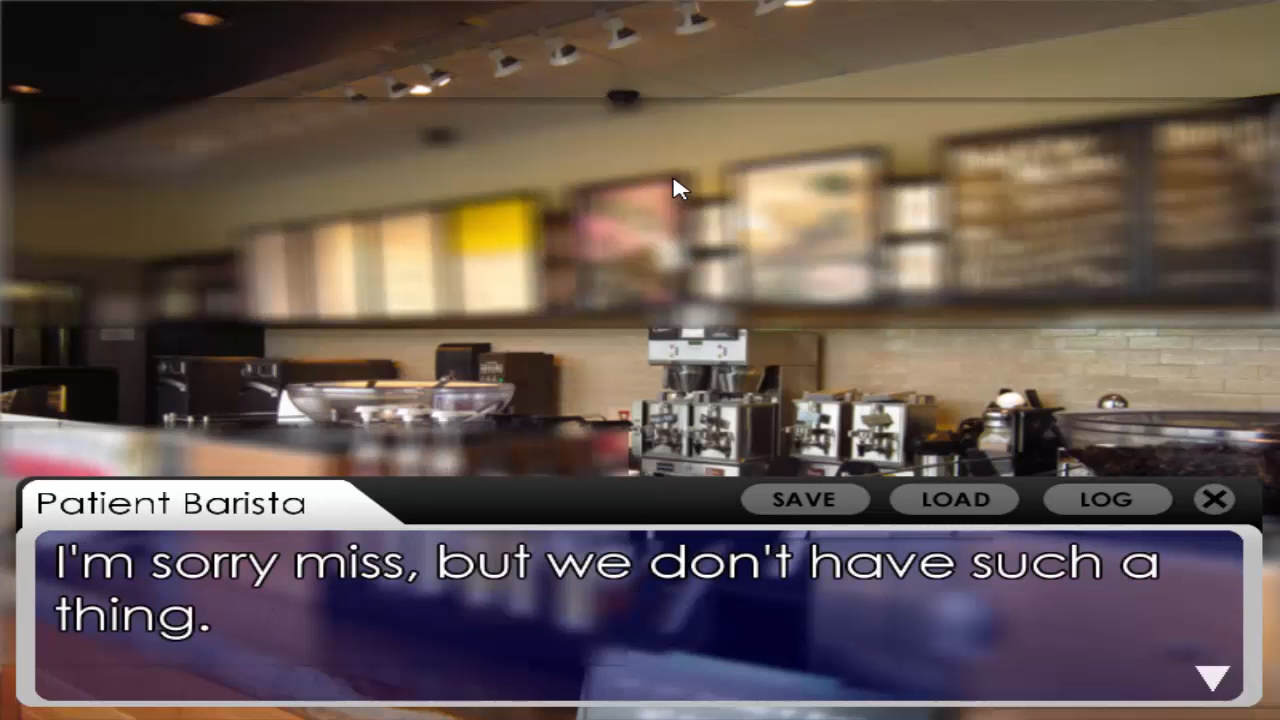 Patient Barista
SAVE
LOAD
LOG
I'm sorry miss, but we don't have such a
thing.